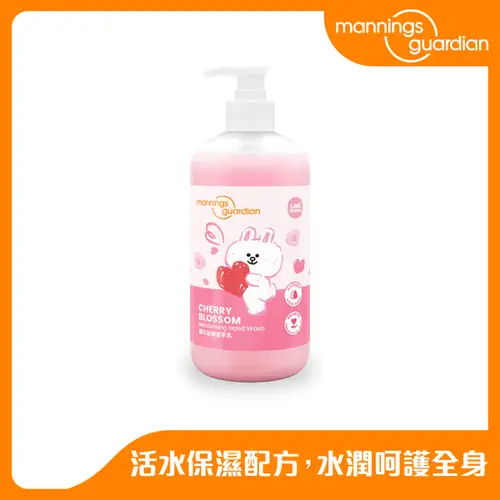 mannings
guardian
mannings
guardian
CHERRY
BLOSSOM
Moisturising Hand Wash
活水保濕配方，水潤呵護全身